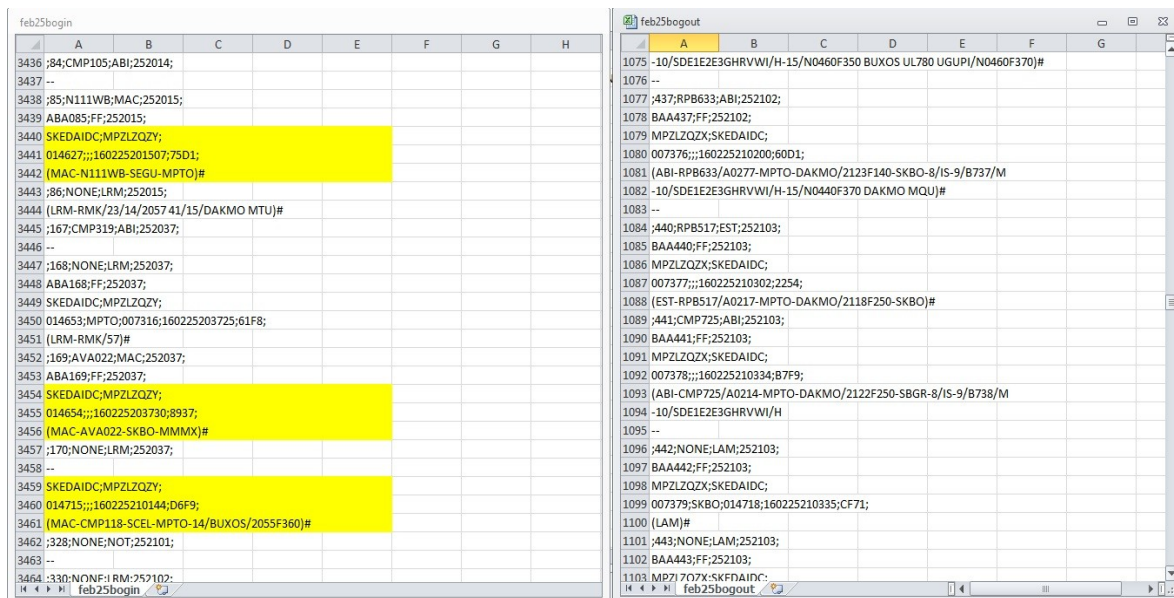 feb25bogin
A B C D E F G H
3436 ;84;CMP105;ABI;252014;
3437 --
3438 ;85;N111WB;MAC;252015;
3439 ABA085;FF;252015;
3440 SKEDAIDC;MPZLZQZY;
3441 014627;;;160225201507;75D1;
3442 (MAC-N111WB-SEGU-MPTO)#
3443 ;86;NONE;LRM;252015;
3444 (LRM-RMK/23/14/2057 41/15/DAKMO MTU)#
3445 ;167;CMP319;ABI;252037;
3446 --
3447 ;168;NONE;LRM;252037;
3448 ABA168;FF;252037;
3449 SKEDAIDC;MPZLZQZY;
3450 014653;MPTO;007316;160225203725;61F8;
3451 (LRM-RMK/57)#
3452 ;169;AVA022;MAC;252037;
3453 ABA169;FF;252037;
3454 SKEDAIDC;MPZLZQZY;
3455 014654;;;160225203730;8937;
3456 (MAC-AVA022-SKBO-MMMX)#
3457 ;170;NONE;LRM;252037;
3458 --
3459 SKEDAIDC;MPZLZQZY;
3460 014715;;;160225210144;D6F9;
3461 (MAC-CMP118-SCEL-MPTO-14/BUXOS/2055F360)#
3462 ;328;NONE;NOT;252101;
3463 --
3464 ;330;NONE;LRM;252102;
feb25bogin
feb25bogout
A B C D E F G
1075 -10/SDE1E2E3GHRVWI/H-15/N0460F350 BUXOS UL780 UGUPI/N0460F370)#
1076 --
1077 ;437;RPB633;ABI;252102;
1078 BAA437;FF;252102;
1079 MPZLZQZX;SKEDAIDC;
1080 007376;;;160225210200;60D1;
1081 (ABI-RPB633/A0277-MPTO-DAKMO/2123F140-SKBO-8/IS-9/B737/M
1082 -10/SDE1E2E3GHRVWI/H-15/N0440F370 DAKMO MQU)#
1083 --
1084 ;440;RPB517;EST;252103;
1085 BAA440;FF;252103;
1086 MPZLZQZX;SKEDAIDC;
1087 007377;;;160225210302;2254;
1088 (EST-RPB517/A0217-MPTO-DAKMO/2118F250-SKBO)#
1089 ;441;CMP725;ABI;252103;
1090 BAA441;FF;252103;
1091 MPZLZQZX;SKEDAIDC;
1092 007378;;;160225210334;B7F9;
1093 (ABI-CMP725/A0214-MPTO-DAKMO/2122F250-SBGR-8/IS-9/B738/M
1094 -10/SDE1E2E3GHRVWI/H
1095 --
1096 ;442;NONE;LAM;252103;
1097 BAA442;FF;252103;
1098 MPZLZQZX;SKEDAIDC;
1099 007379;SKBO;014718;160225210335;CF71;
1100 (LAM)#
1101 ;443;NONE;LAM;252103;
1102 BAA443;FF;252103;
1103 MPZLZQZX;SKEDAIDC;
feb25bogout